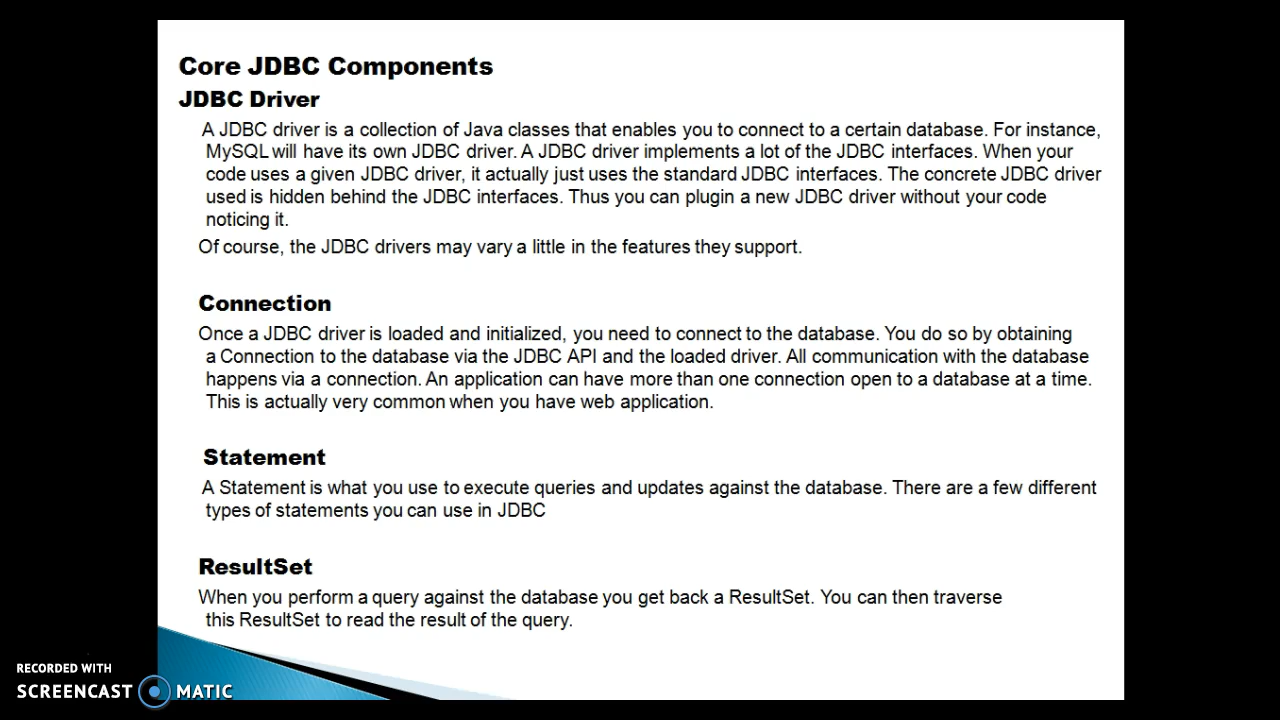 Core JDBC Components
JDBC Driver
A JDBC driver is a collection of Java classes that enables you to connect to a certain database. For instance,
MySQL will have its own JDBC driver. A JDBC driver implements a lot of the JDBC interfaces. When your
code uses a given JDBC driver, it actually just uses the standard JDBC interfaces. The concrete JDBC driver
used is hidden behind the JDBC interfaces. Thus you can plugin a new JDBC driver without your code
noticing it.
Of course, the JDBC drivers may vary a little in the features they support.
Connection
Once a JDBC driver is loaded and initialized, you need to connect to the database. You do so by obtaining
a Connection to the database via the JDBC API and the loaded driver. All communication with the database
happens via a connection. An application can have more than one connection open to a database at a time.
This is actually very common when you have web application.
Statement
A Statement is what you use to execute queries and updates against the database. There are a few different
types of statements you can use in JDBC
ResultSet
When you perform a query against the database you get back a ResultSet. You can then traverse
this ResultSet to read the result of the query.
RECORDED WITH
SCREENCAST MATIC